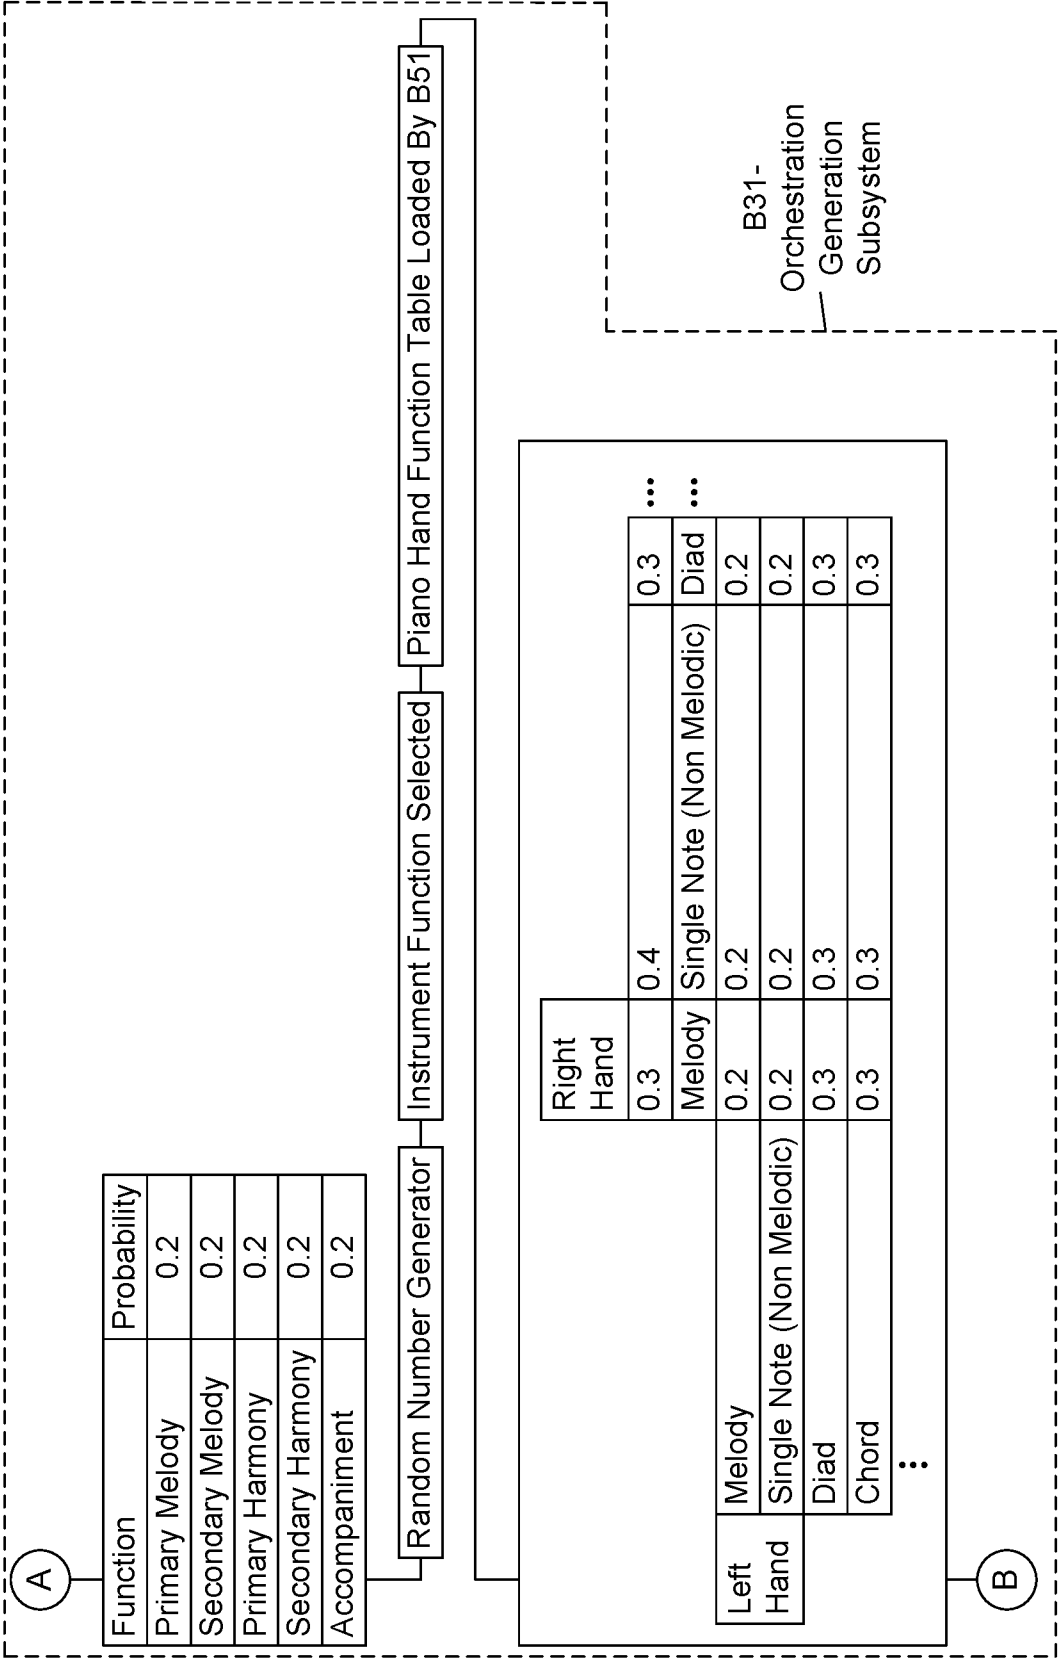 A
Function Probability
Primary Melody 0.2
Secondary Melody 0.2
Primary Harmony 0.2
Secondary Harmony 0.2
Accompaniment 0.2
Random Number Generator Instrument Function Selected Piano Hand Function Table Loaded By B51
Right
Hand
0.3 0.4 0.3 ...
Melody Single Note (Non Melodic) Diad ...
Left
Hand
Melody 0.2 0.2 0.2
Single Note (Non Melodic) 0.2 0.2 0.2
Diad 0.3 0.3 0.3
Chord 0.3 0.3 0.3
...
B31-
Orchestration
Generation
Subsystem
B